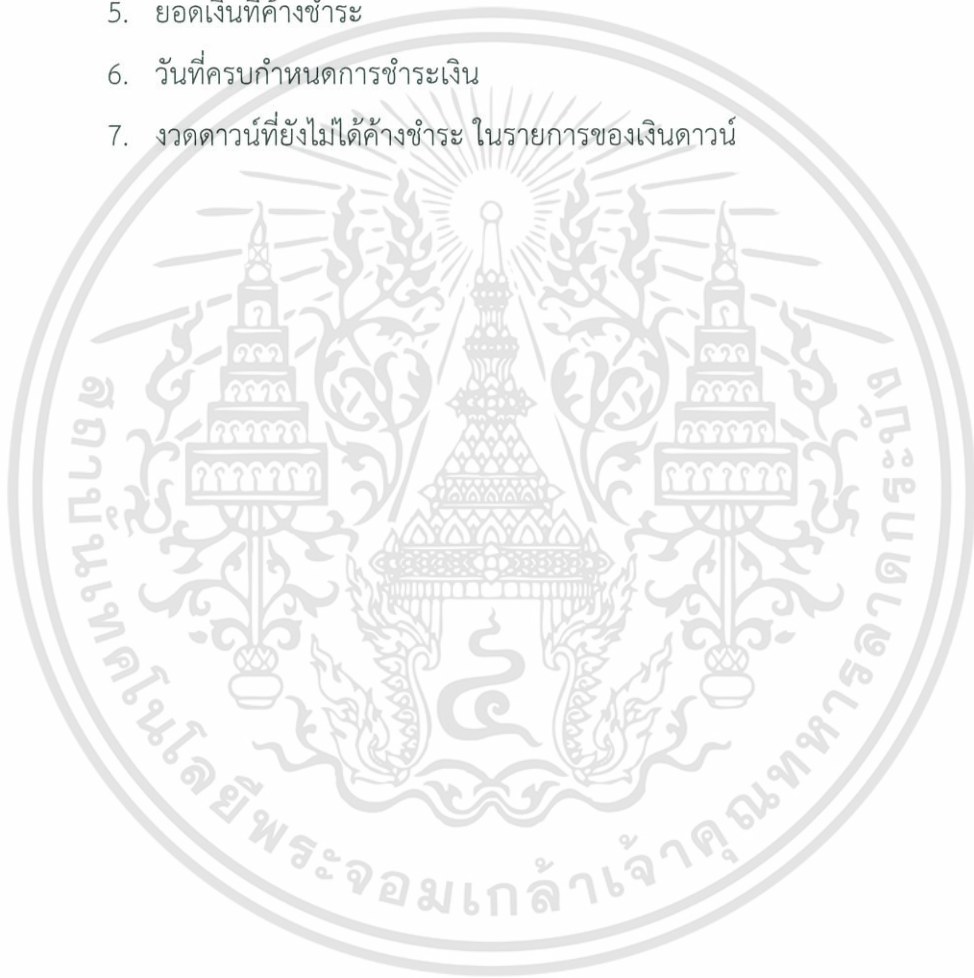 5. ยอดเงินที่ค้างชำระ
6. วันที่ครบกำหนดการชำระเงิน
7. งวดดาวน์ที่ยังไม่ได้ค้างชำระ ในรายการของเงินดาวน์
สถาบันเทคโนโลยีพระจอมเกล้าเจ้าคุณทหารลาดกระบัง
๔